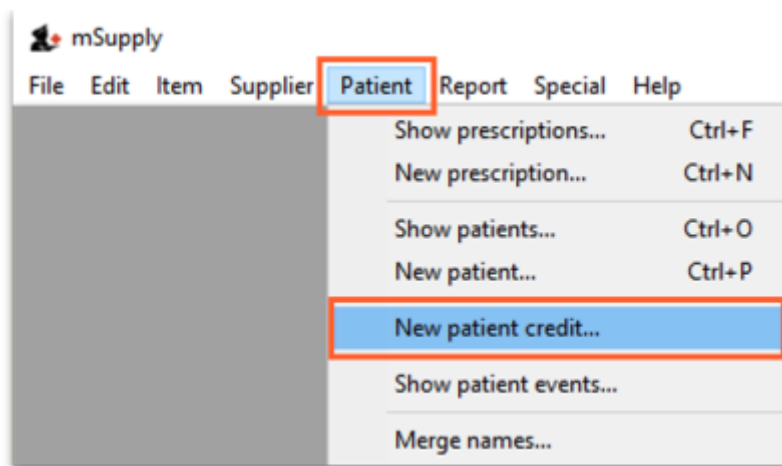 mSupply
File Edit Item Supplier Patient Report Special Help
Show prescriptions... Ctrl+F
New prescription... Ctrl+N
Show patients... Ctrl+O
New patient... Ctrl+P
New patient credit...
Show patient events...
Merge names...